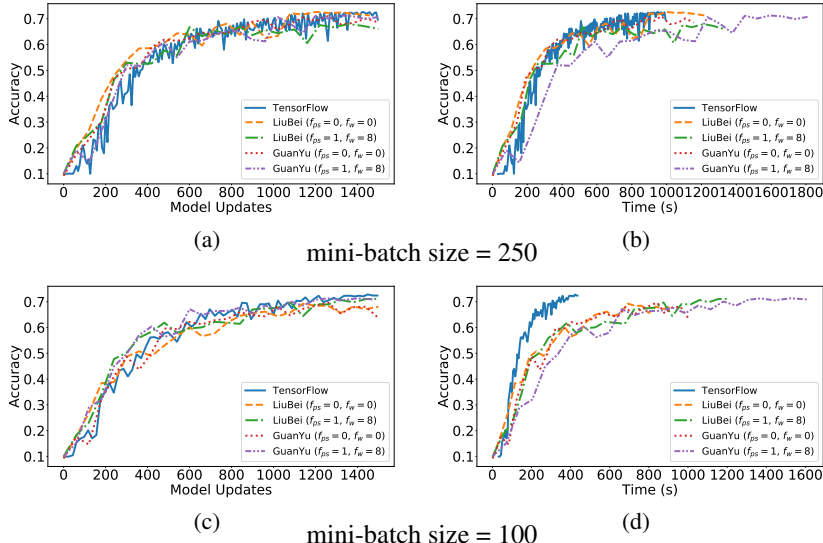 0.7
0.6
0.5
0.4
0.3
0.2
0.1
Accuracy
0 200 400 600 800 1000 1200 1400
Model Updates
TensorFlow
LiuBei (f_ps = 0, f_w = 0)
LiuBei (f_ps = 1, f_w = 8)
GuanYu (f_ps = 0, f_w = 0)
GuanYu (f_ps = 1, f_w = 8)
(a)
0.7
0.6
0.5
0.4
0.3
0.2
0.1
Accuracy
0 200 400 600 800 1000 1200 1400 1600 1800
Time (s)
TensorFlow
LiuBei (f_ps = 0, f_w = 0)
LiuBei (f_ps = 1, f_w = 8)
GuanYu (f_ps = 0, f_w = 0)
GuanYu (f_ps = 1, f_w = 8)
(b)
mini-batch size = 250
0.7
0.6
0.5
0.4
0.3
0.2
0.1
Accuracy
0 200 400 600 800 1000 1200 1400
Model Updates
TensorFlow
LiuBei (f_ps = 0, f_w = 0)
LiuBei (f_ps = 1, f_w = 8)
GuanYu (f_ps = 0, f_w = 0)
GuanYu (f_ps = 1, f_w = 8)
(c)
0.7
0.6
0.5
0.4
0.3
0.2
0.1
Accuracy
0 200 400 600 800 1000 1200 1400 1600
Time (s)
TensorFlow
LiuBei (f_ps = 0, f_w = 0)
LiuBei (f_ps = 1, f_w = 8)
GuanYu (f_ps = 0, f_w = 0)
GuanYu (f_ps = 1, f_w = 8)
(d)
mini-batch size = 100